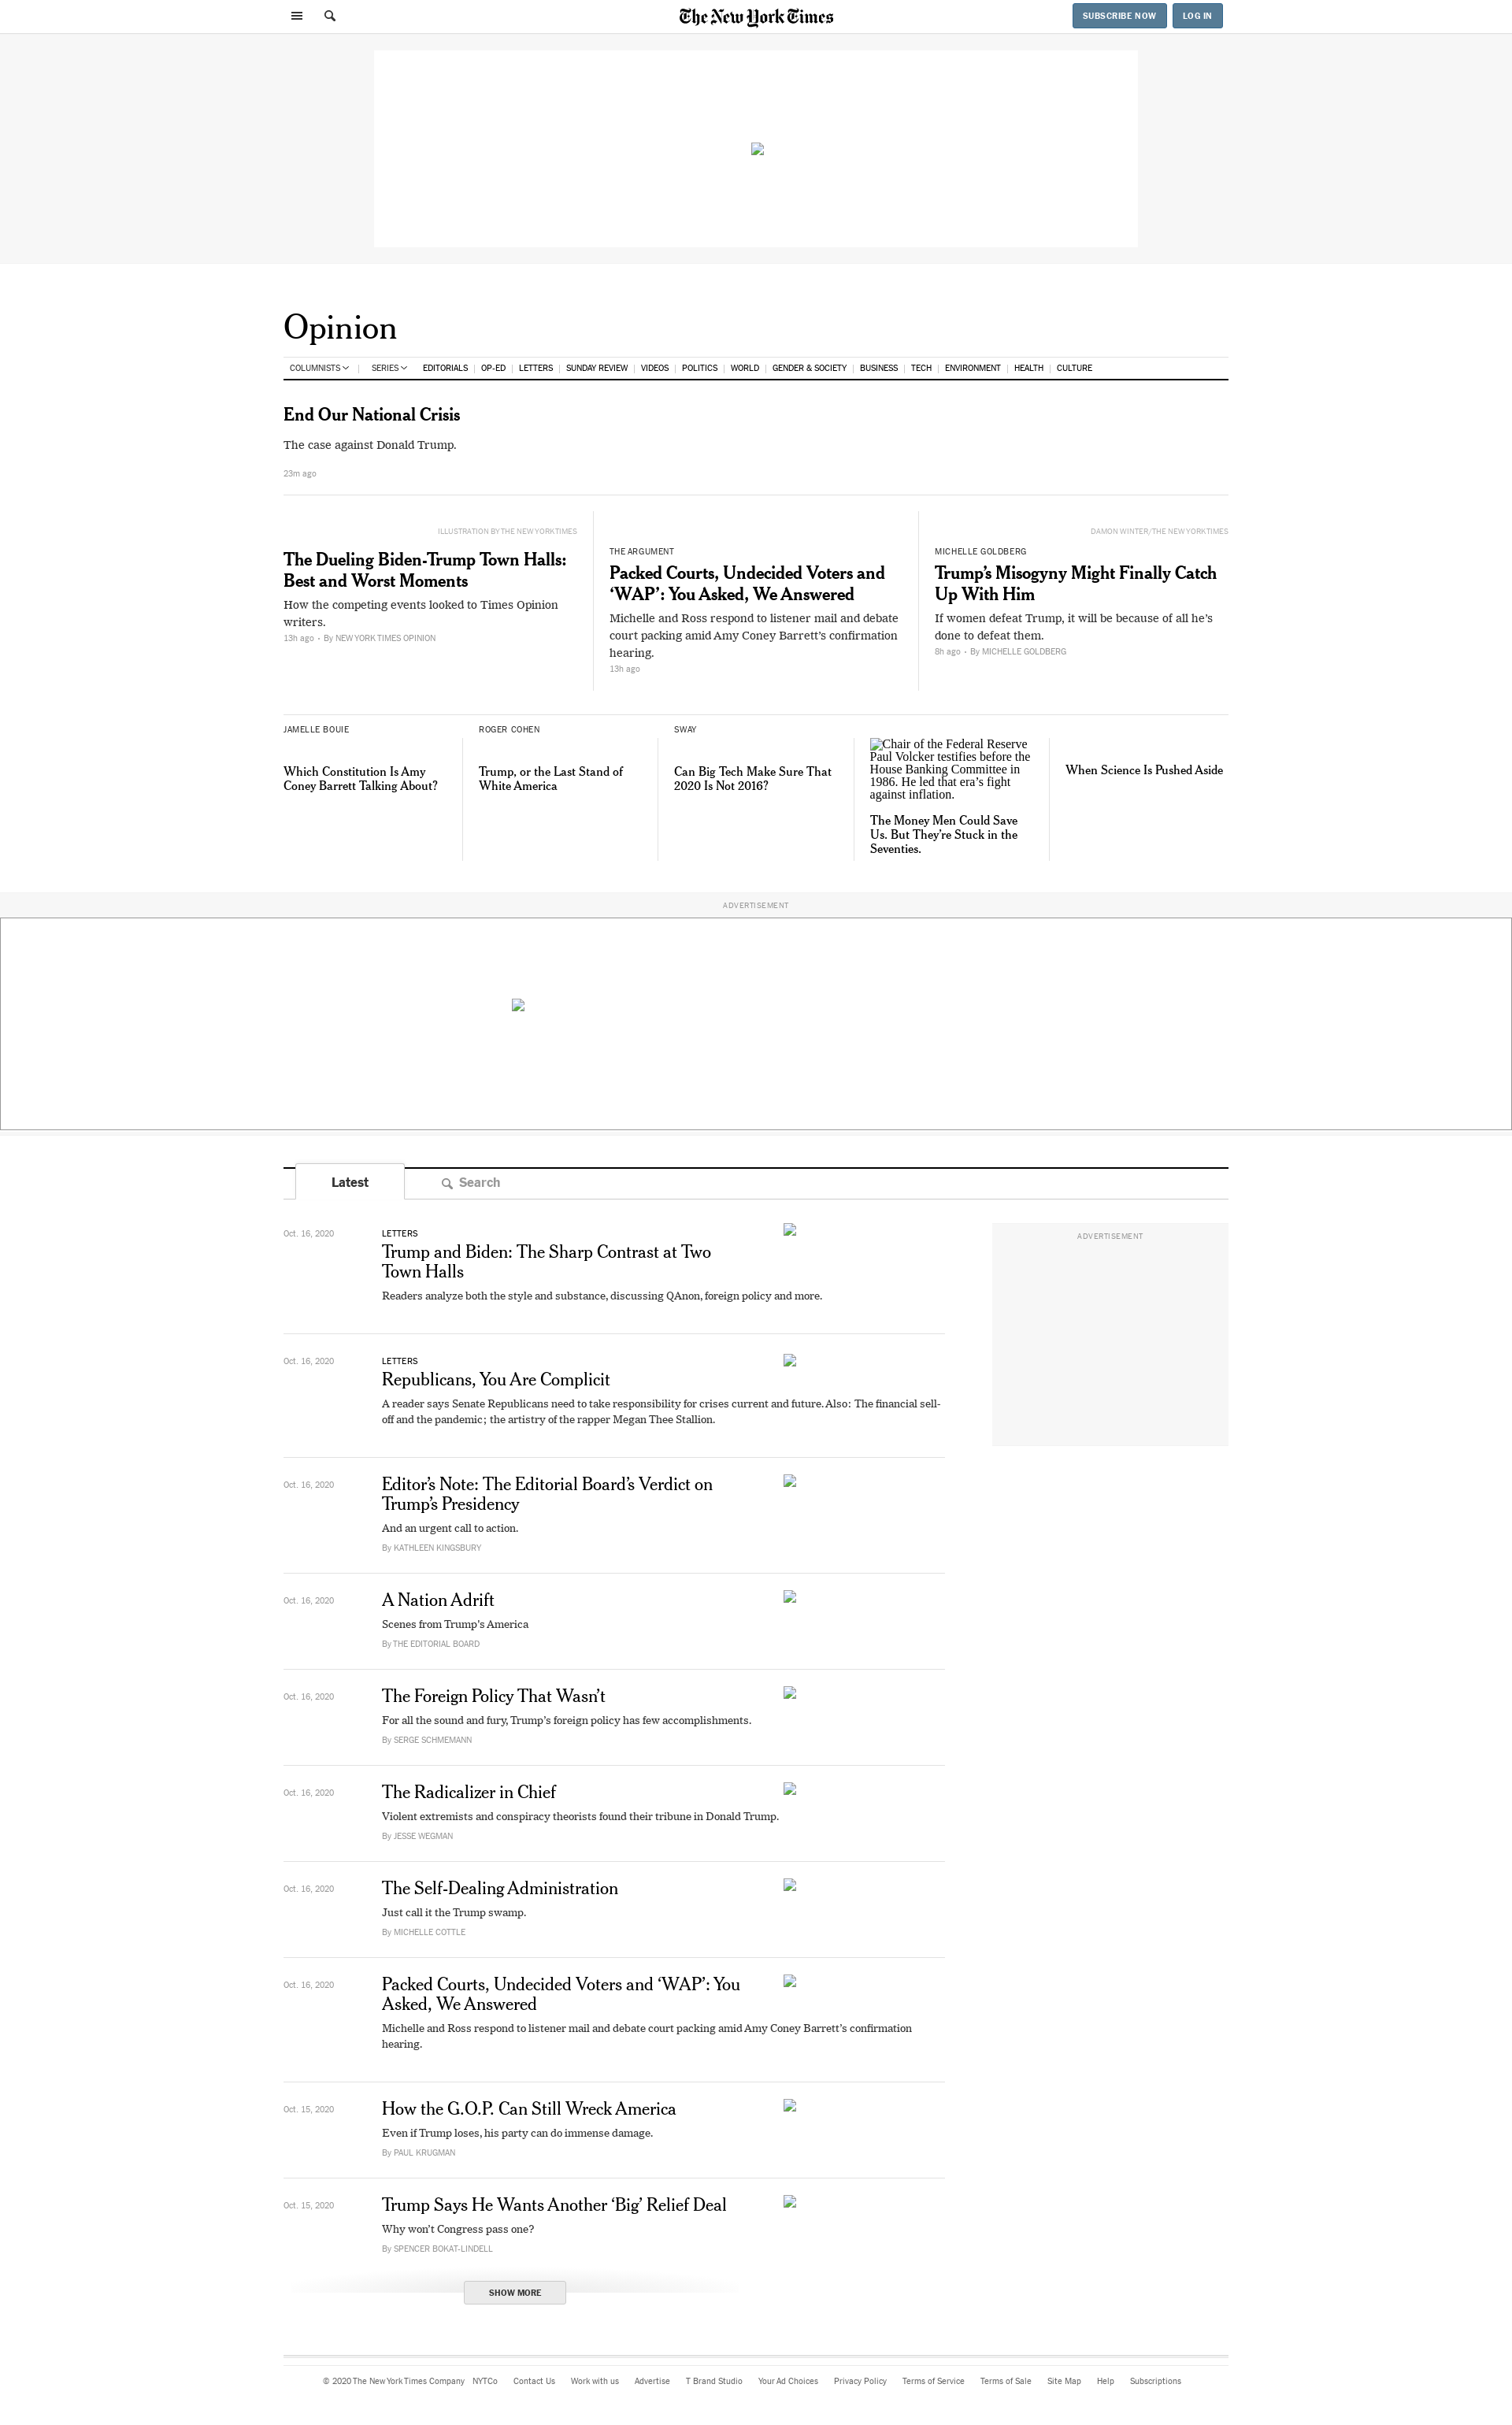 The New York Times
SUBSCRIBE NOW
LOG IN
Opinion
COLUMNISTS
SERIES
EDITORIALS
OP-ED
LETTERS
SUNDAY REVIEW
VIDEOS
POLITICS
WORLD
GENDER & SOCIETY
BUSINESS
TECH
ENVIRONMENT
HEALTH
CULTURE
End Our National Crisis
The case against Donald Trump.
23m ago
ILLUSTRATION BY THE NEW YORK TIMES
The Dueling Biden-Trump Town Halls:
Best and Worst Moments
How the competing events looked to Times Opinion
writers.
13h ago • By NEW YORK TIMES OPINION
THE ARGUMENT
Packed Courts, Undecided Voters and
‘WAP’: You Asked, We Answered
Michelle and Ross respond to listener mail and debate
court packing amid Amy Coney Barrett’s confirmation
hearing.
13h ago
DAMON WINTER/THE NEW YORK TIMES
MICHELLE GOLDBERG
Trump’s Misogyny Might Finally Catch
Up With Him
If women defeat Trump, it will be because of all he’s
done to defeat them.
8h ago • By MICHELLE GOLDBERG
JAMELLE BOUIE
Which Constitution Is Amy
Coney Barrett Talking About?
ROGER COHEN
Trump, or the Last Stand of
White America
SWAY
Can Big Tech Make Sure That
2020 Is Not 2016?
Chair of the Federal Reserve
Paul Volcker testifies before the
House Banking Committee in
1986. He led that era’s fight
against inflation.
The Money Men Could Save
Us. But They’re Stuck in the
Seventies.
When Science Is Pushed Aside
ADVERTISEMENT
Latest
Search
ADVERTISEMENT
Oct. 16, 2020
LETTERS
Trump and Biden: The Sharp Contrast at Two
Town Halls
Readers analyze both the style and substance, discussing QAnon, foreign policy and more.
Oct. 16, 2020
LETTERS
Republicans, You Are Complicit
A reader says Senate Republicans need to take responsibility for crises current and future. Also: The financial sell-
off and the pandemic; the artistry of the rapper Megan Thee Stallion.
Oct. 16, 2020
Editor’s Note: The Editorial Board’s Verdict on
Trump’s Presidency
And an urgent call to action.
By KATHLEEN KINGSBURY
Oct. 16, 2020
A Nation Adrift
Scenes from Trump’s America
By THE EDITORIAL BOARD
Oct. 16, 2020
The Foreign Policy That Wasn’t
For all the sound and fury, Trump’s foreign policy has few accomplishments.
By SERGE SCHMEMANN
Oct. 16, 2020
The Radicalizer in Chief
Violent extremists and conspiracy theorists found their tribune in Donald Trump.
By JESSE WEGMAN
Oct. 16, 2020
The Self-Dealing Administration
Just call it the Trump swamp.
By MICHELLE COTTLE
Oct. 16, 2020
Packed Courts, Undecided Voters and ‘WAP’: You
Asked, We Answered
Michelle and Ross respond to listener mail and debate court packing amid Amy Coney Barrett’s confirmation
hearing.
Oct. 15, 2020
How the G.O.P. Can Still Wreck America
Even if Trump loses, his party can do immense damage.
By PAUL KRUGMAN
Oct. 15, 2020
Trump Says He Wants Another ‘Big’ Relief Deal
Why won’t Congress pass one?
By SPENCER BOKAT-LINDELL
SHOW MORE
© 2020 The New York Times Company
NYTCo
Contact Us
Work with us
Advertise
T Brand Studio
Your Ad Choices
Privacy Policy
Terms of Service
Terms of Sale
Site Map
Help
Subscriptions